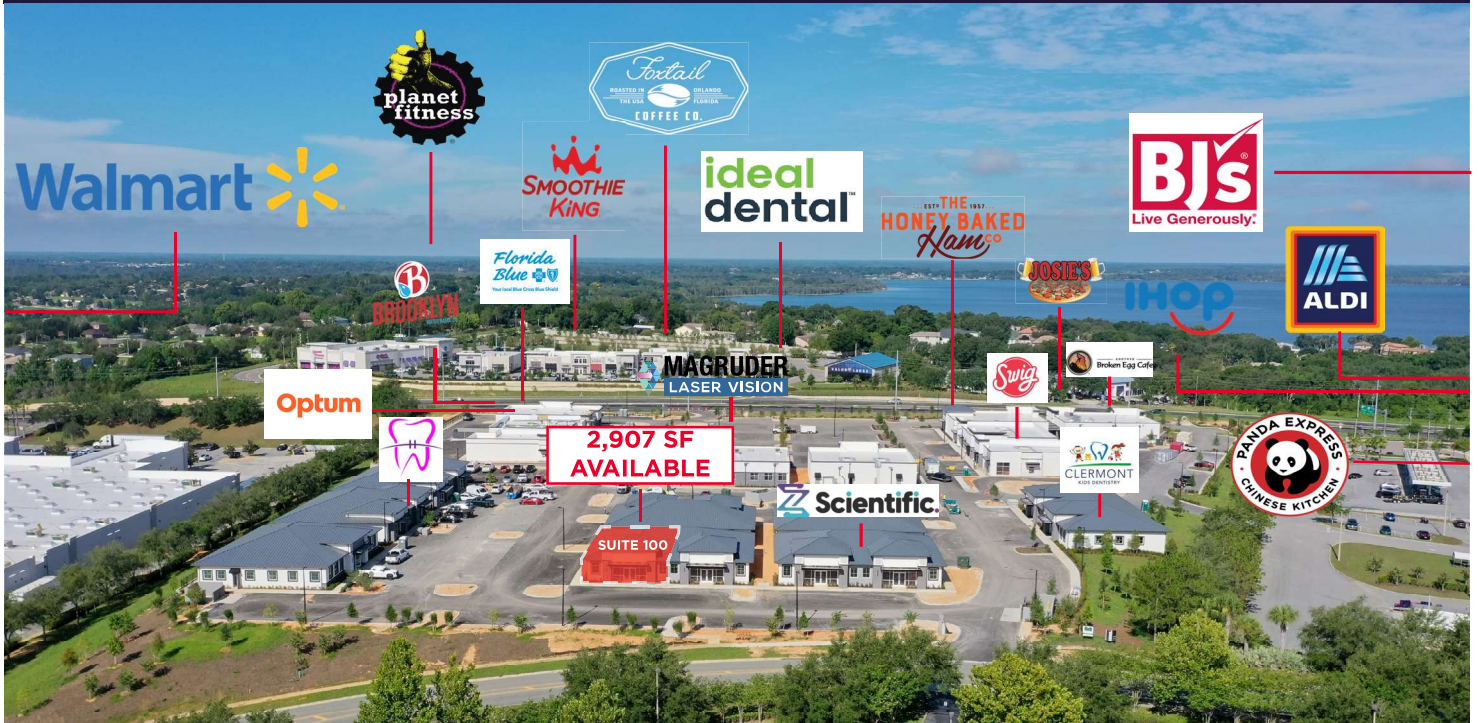 planet
fitness
Foxtail
ROASTED IN
THE USA
ORLANDO
FLORIDA
COFFEE CO.
Walmart
SMOOTHIE
KiNG
ideal
dental™
ESTD THE 1957
HONEY BAKED
Ham CO
BJ's®
Live Generously.®
Florida
Blue
Your local Blue Cross Blue Shield
B
BROOKLYN
JOSIE'S
IHOP
ALDI
MAGRUDER
LASER VISION
Swig
Broken Egg Cafe
Optum
2,907 SF
AVAILABLE
CLERMONT
KIDS DENTISTRY
PANDA EXPRESS
CHINESE KITCHEN
Scientific.
SUITE 100